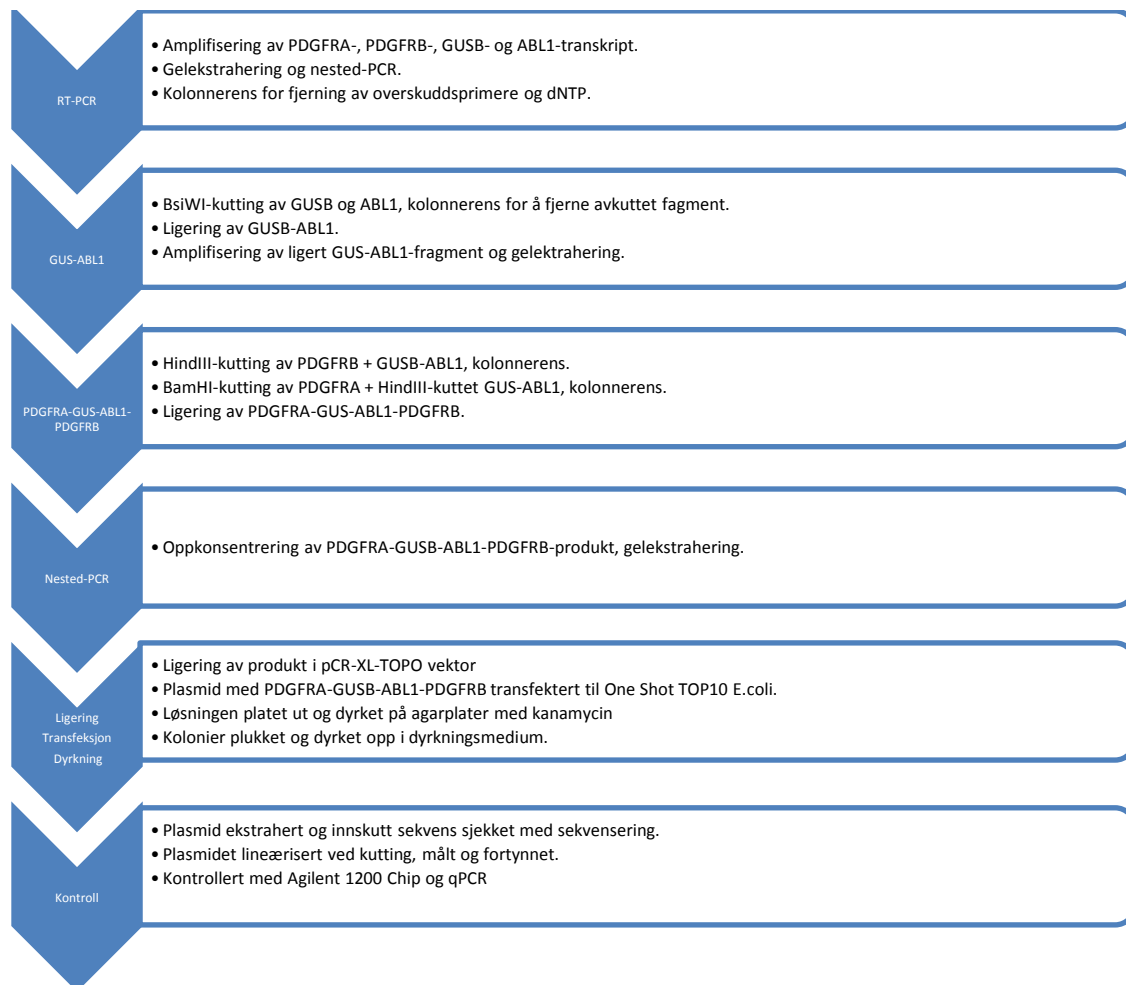 RT-PCR
• Amplifisering av PDGFRA-, PDGFRB-, GUSB- og ABL1-transkript.
• Gelekstrahering og nested-PCR.
• Kolonnerens for fjerning av overskuddsprimere og dNTP.
GUS-ABL1
• BsiWI-kutting av GUSB og ABL1, kolonnerens for å fjerne avkuttet fagment.
• Ligering av GUSB-ABL1.
• Amplifisering av ligert GUS-ABL1-fragment og gelektrahering.
PDGFRA-GUS-ABL1-
PDGFRB
• HindIII-kutting av PDGFRB + GUSB-ABL1, kolonnerens.
• BamHI-kutting av PDGFRA + HindIII-kuttet GUS-ABL1, kolonnerens.
• Ligering av PDGFRA-GUS-ABL1-PDGFRB.
Nested-PCR
• Oppkonsentrering av PDGFRA-GUSB-ABL1-PDGFRB-produkt, gelekstrahering.
Ligering
Transfeksjon
Dyrkning
• Ligering av produkt i pCR-XL-TOPO vektor
• Plasmid med PDGFRA-GUSB-ABL1-PDGFRB transfektert til One Shot TOP10 E.coli.
• Løsningen platet ut og dyrket på agarplater med kanamycin
• Kolonier plukket og dyrket opp i dyrkningsmedium.
Kontroll
• Plasmid ekstrahert og innskutt sekvens sjekket med sekvensering.
• Plasmidet lineærisert ved kutting, målt og fortynnet.
• Kontrollert med Agilent 1200 Chip og qPCR